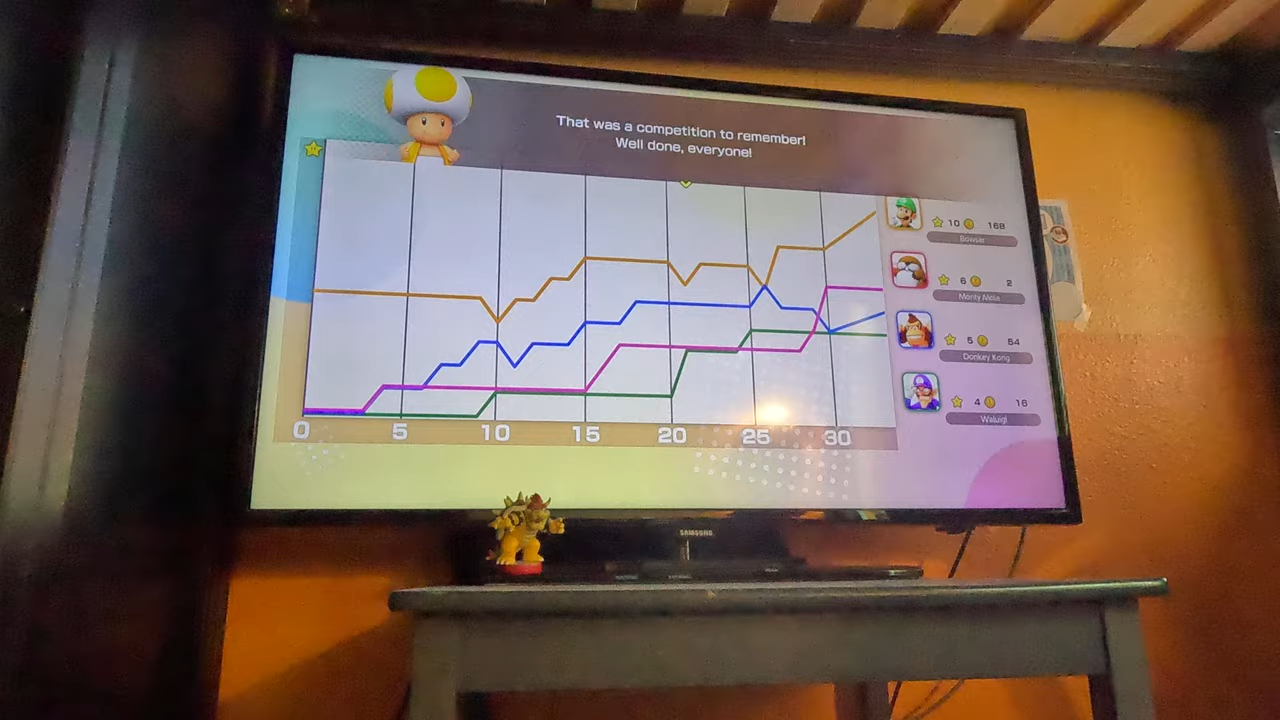 That was a competition to remember!
Well done, everyone!
10 168
Bowser
6 2
Monty Mole
5 64
Donkey Kong
4 16
Waluigi
0 5 10 15 20 25 30
SAMSUNG